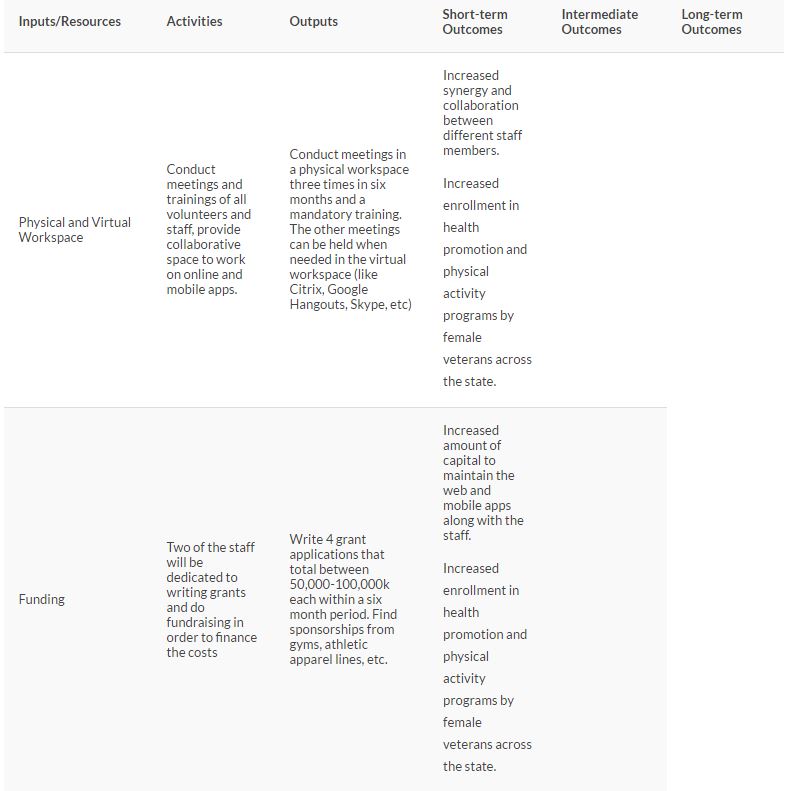 Inputs/Resources
Activities
Outputs
Short-term
Outcomes
Intermediate
Outcomes
Long-term
Outcomes
Physical and Virtual
Workspace
Conduct
meetings and
trainings of all
volunteers and
staff, provide
collaborative
space to work
on online and
mobile apps.
Conduct meetings in
a physical workspace
three times in six
months and a
mandatory training.
The other meetings
can be held when
needed in the virtual
workspace (like
Citrix, Google
Hangouts, Skype, etc)
Increased
synergy and
collaboration
between
different staff
members.
Increased
enrollment in
health
promotion and
physical
activity
programs by
female
veterans across
the state.
Funding
Two of the staff
will be
dedicated to
writing grants
and do
fundraising in
order to finance
the costs
Write 4 grant
applications that
total between
50,000-100,000k
each within a six
month period. Find
sponsorships from
gyms, athletic
apparel lines, etc.
Increased
amount of
capital to
maintain the
web and
mobile apps
along with the
staff.
Increased
enrollment in
health
promotion and
physical
activity
programs by
female
veterans across
the state.